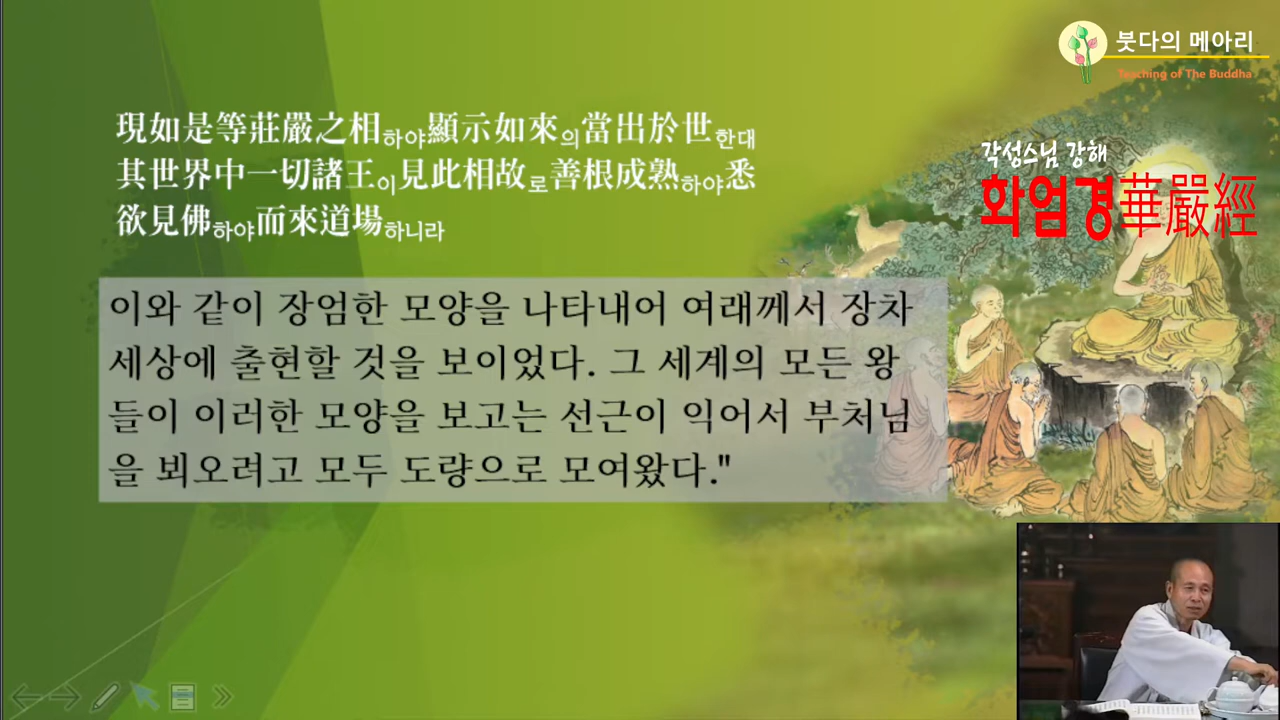 붓다의 메아리
Teaching of The Buddha
각성스님 강해
화엄경華嚴經
現如是等莊嚴之相하야顯示如來의當出於世한대
其世界中一切諸王이見此相故로善根成熟하야悉
欲見佛하야而來道場하니라
이와 같이 장엄한 모양을 나타내어 여래께서 장차
세상에 출현할 것을 보이었다. 그 세계의 모든 왕
들이 이러한 모양을 보고는 선근이 익어서 부처님
을 뵈오려고 모두 도량으로 모여왔다."